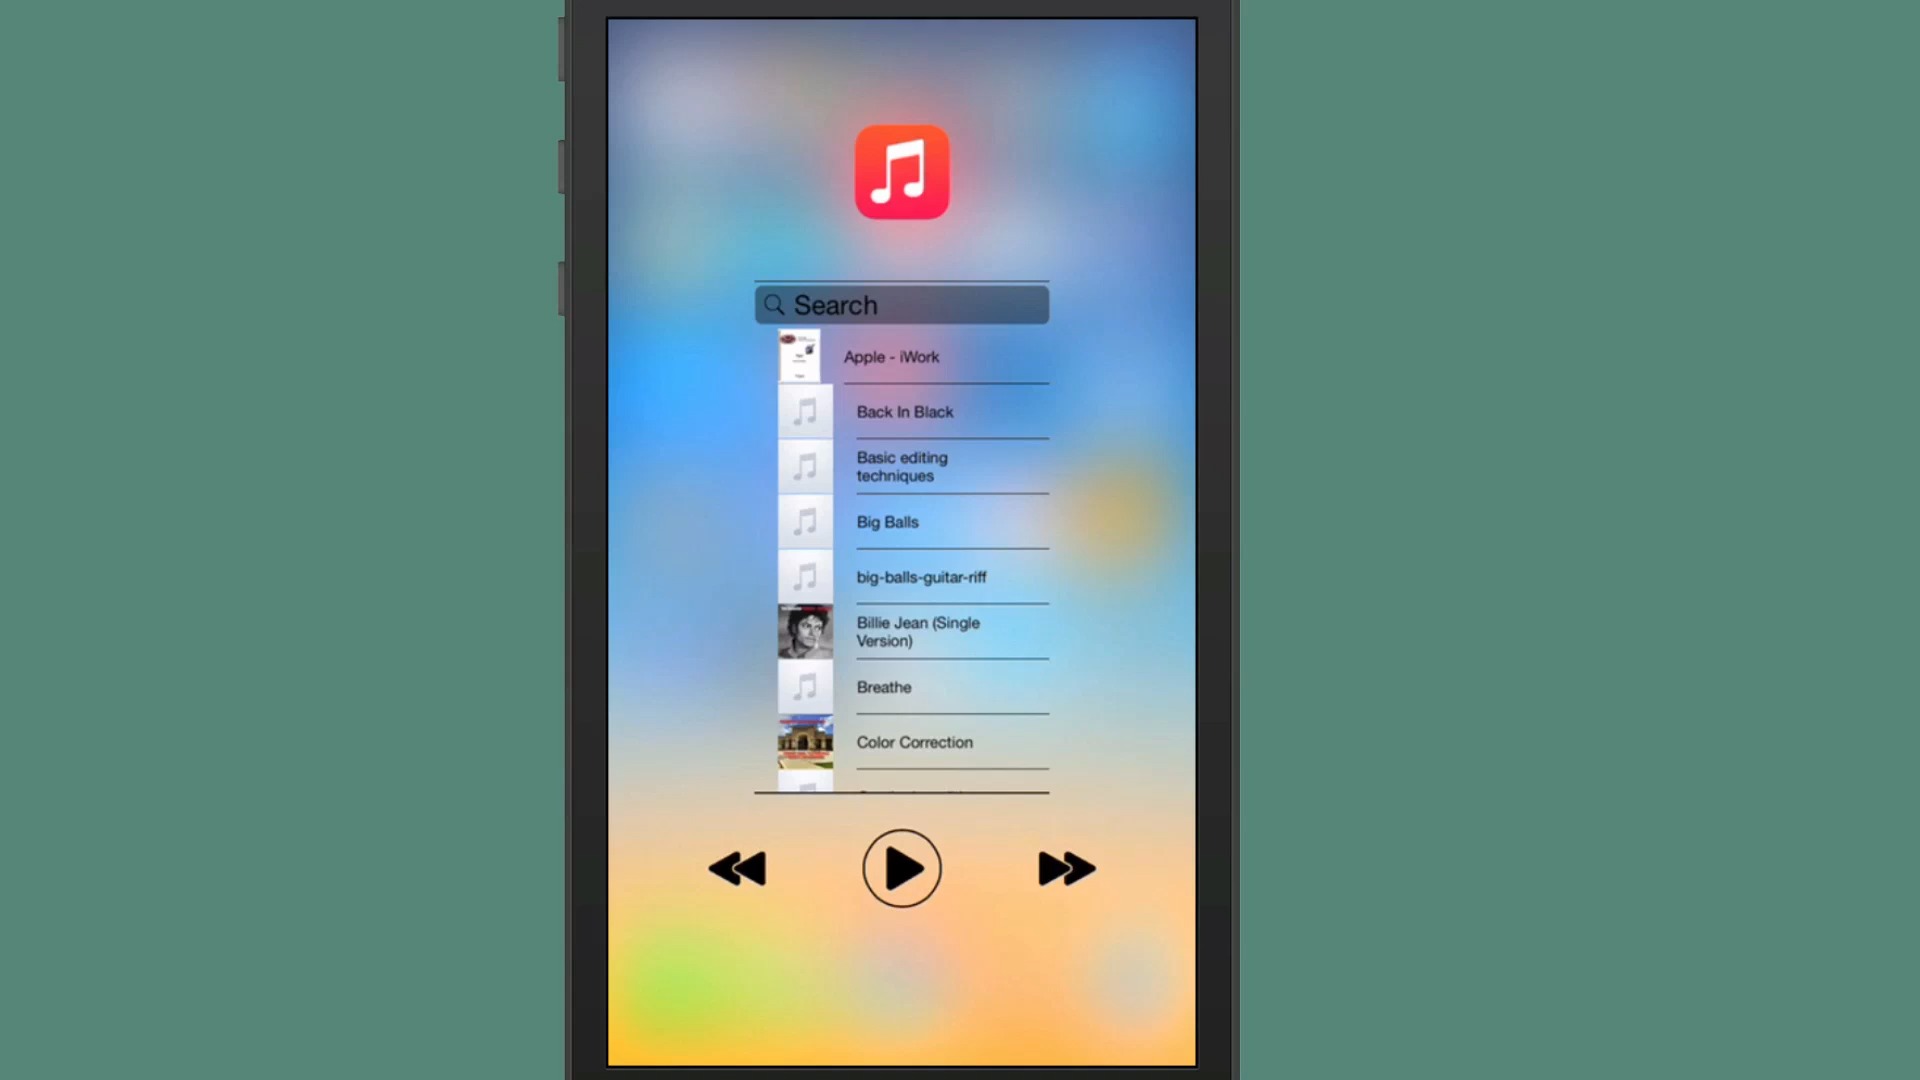 Search
Apple - iWork
Back In Black
Basic editing
techniques
Big Balls
big-balls-guitar-riff
Billie Jean (Single
Version)
Breathe
Color Correction